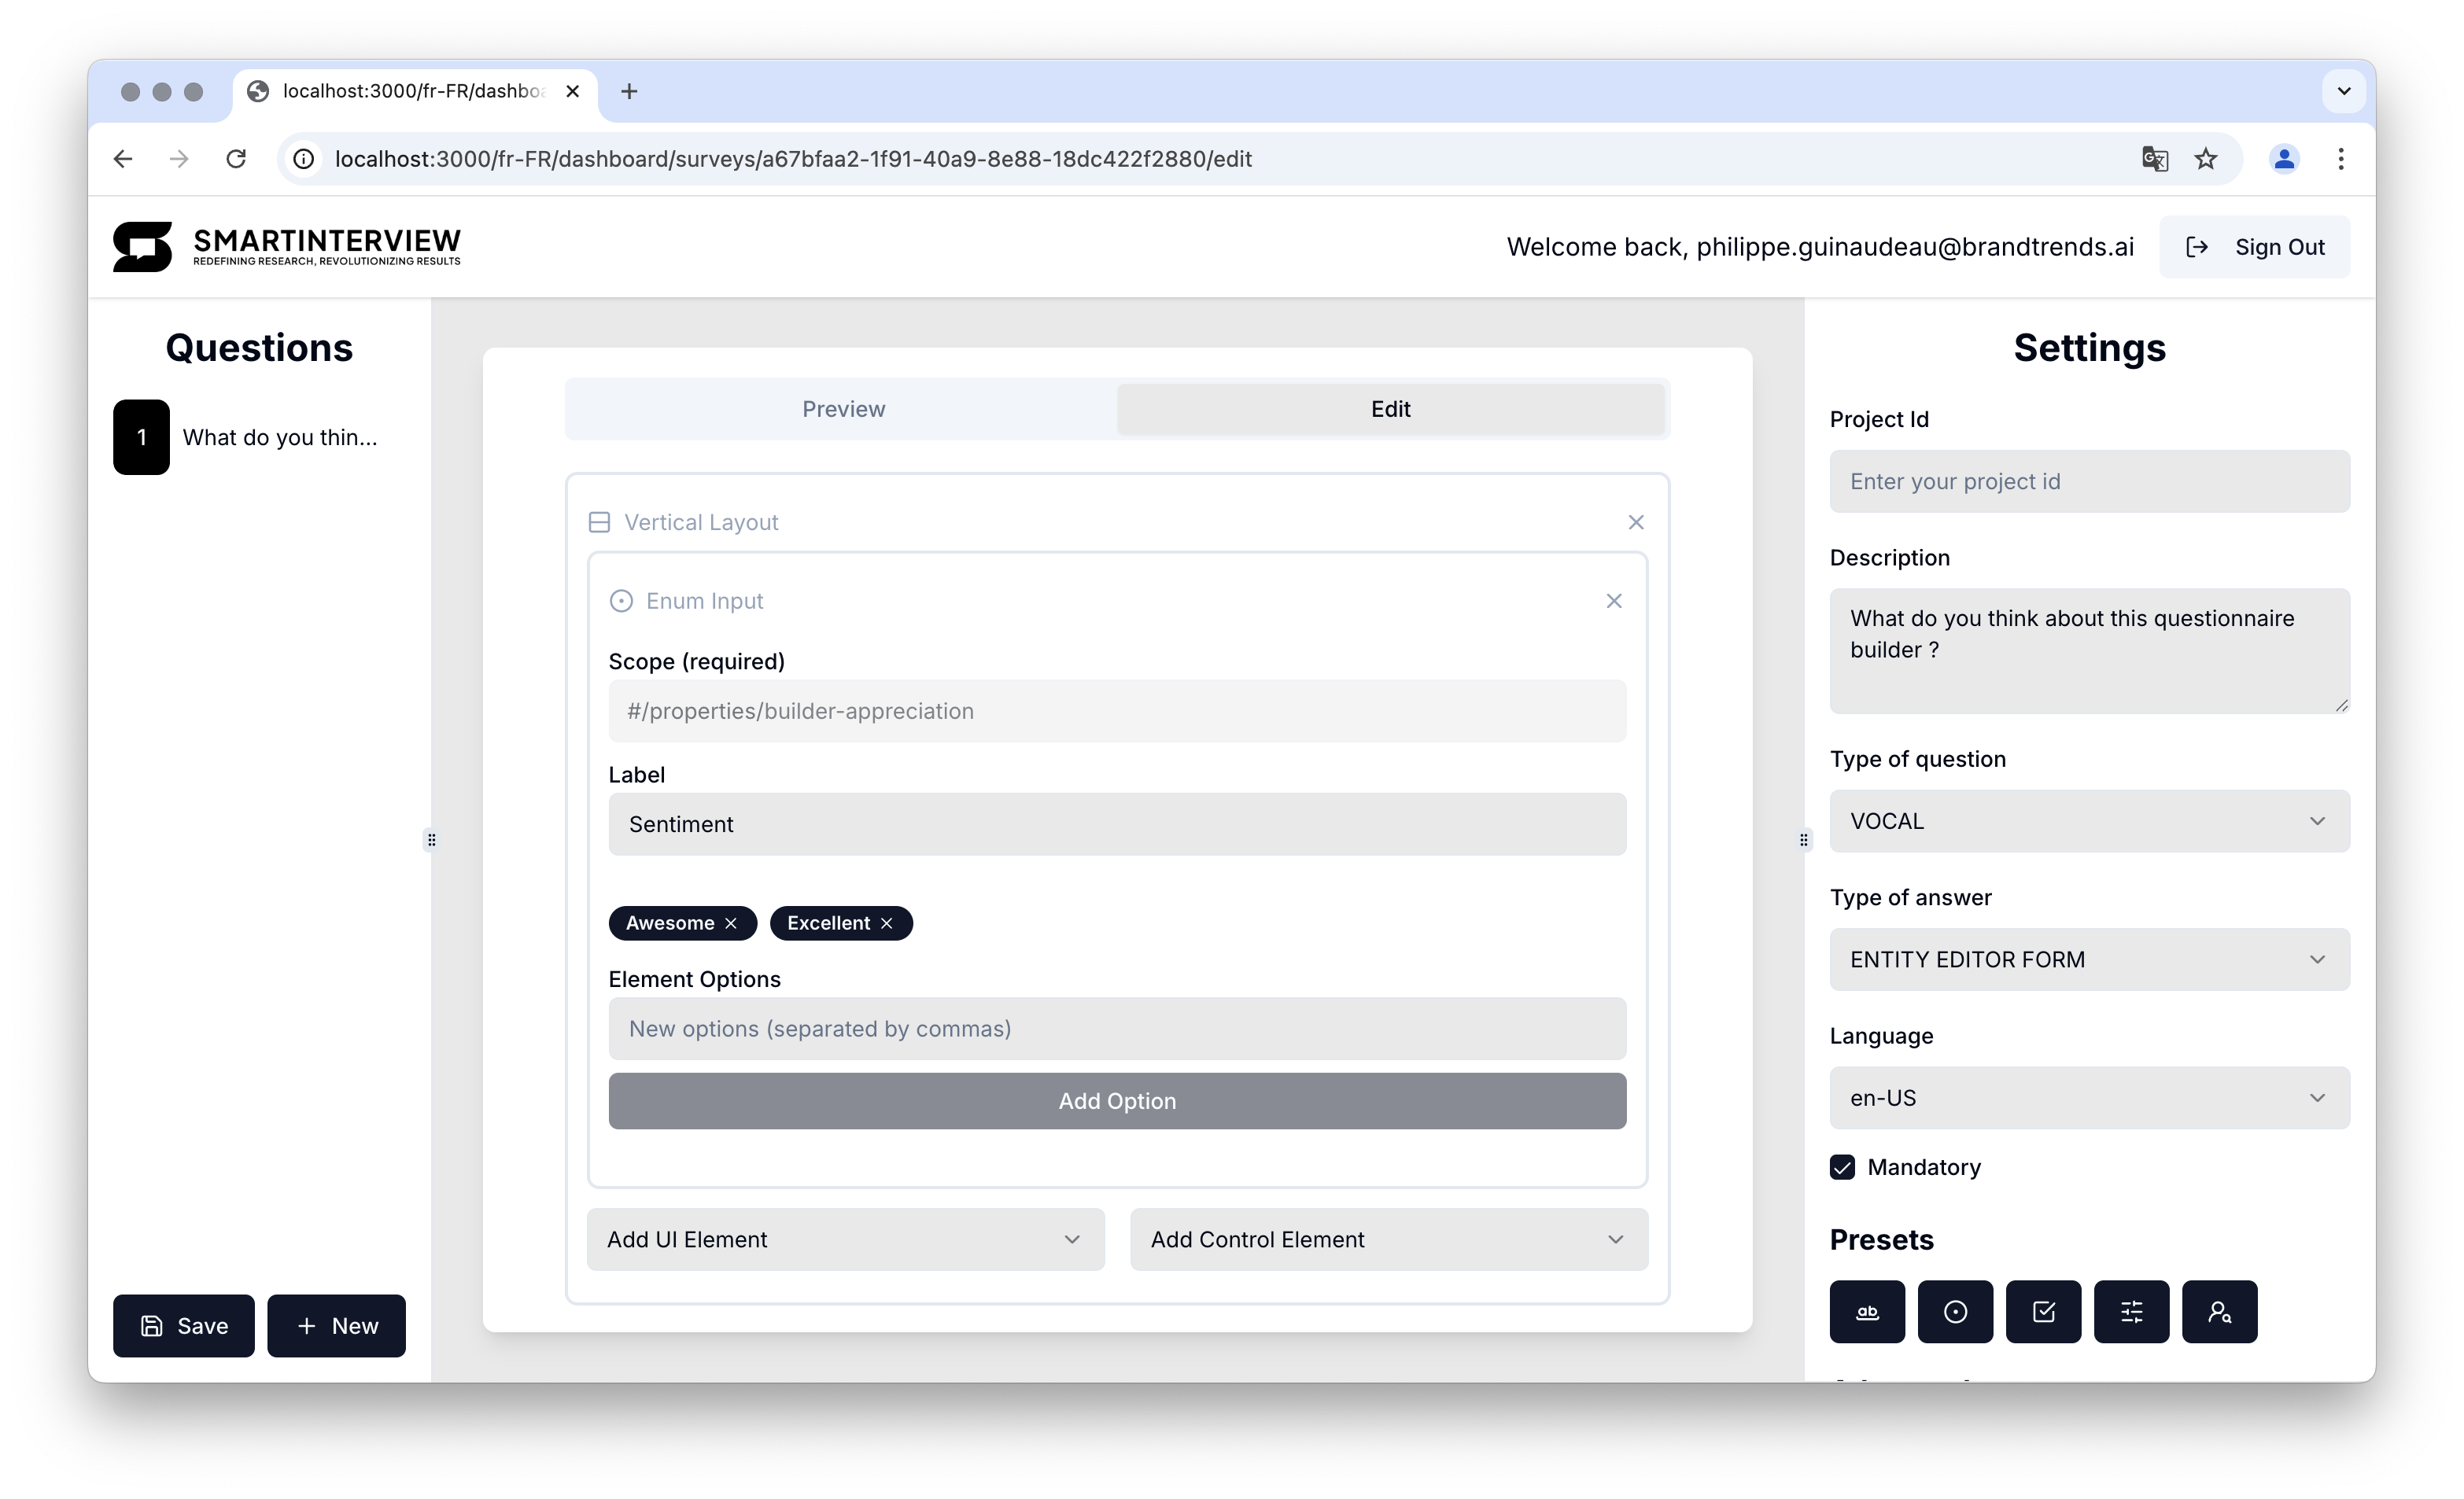 localhost:3000/fr-FR/dashboa
localhost:3000/fr-FR/dashboard/surveys/a67bfaa2-1f91-40a9-8e88-18dc422f2880/edit
SMARTINTERVIEW
REDEFINING RESEARCH, REVOLUTIONIZING RESULTS
Welcome back, philippe.guinaudeau@brandtrends.ai
Sign Out
Questions
1 What do you thin...
Save
New
Preview
Edit
Vertical Layout
Enum Input
Scope (required)
#/properties/builder-appreciation
Label
Sentiment
Awesome
Excellent
Element Options
New options (separated by commas)
Add Option
Add UI Element
Add Control Element
Settings
Project Id
Enter your project id
Description
What do you think about this questionnaire
builder ?
Type of question
VOCAL
Type of answer
ENTITY EDITOR FORM
Language
en-US
Mandatory
Presets
ab